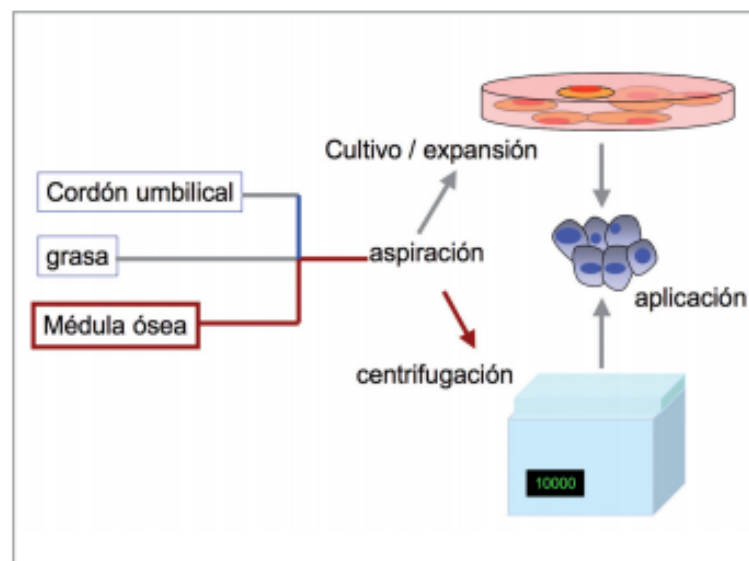 Cultivo / expansión
Cordón umbilical
grasa
aspiración
Médula ósea
aplicación
centrifugación
10000